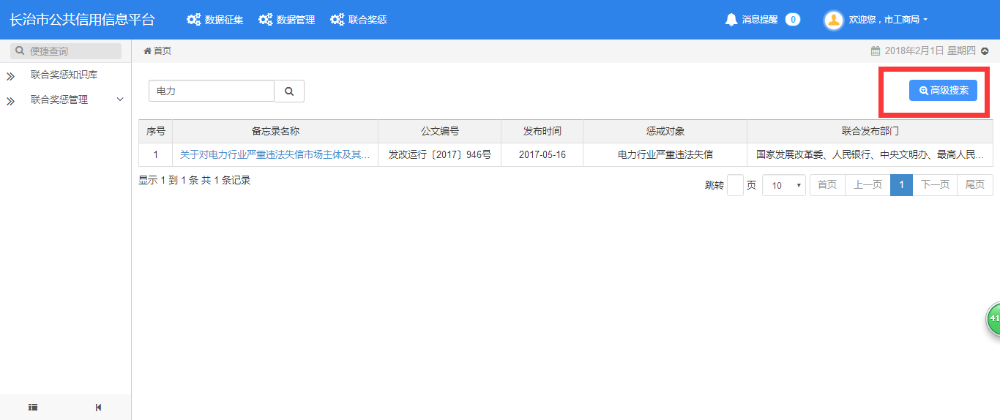 长治市公共信用信息平台 数据征集 数据管理 联合奖惩 消息提醒 0 欢迎您，市工商局
便捷查询 首页 2018年2月1日 星期四
联合奖惩知识库
联合奖惩管理
电力 高级搜索
序号 备忘录名称 公文编号 发布时间 惩戒对象 联合发布部门
1 关于对电力行业严重违法失信市场主体及其... 发改运行〔2017〕946号 2017-05-16 电力行业严重违法失信 国家发展改革委、人民银行、中央文明办、最高人民...
显示 1 到 1 条 共 1 条记录 跳转 页 10 首页 上一页 1 下一页 尾页
41